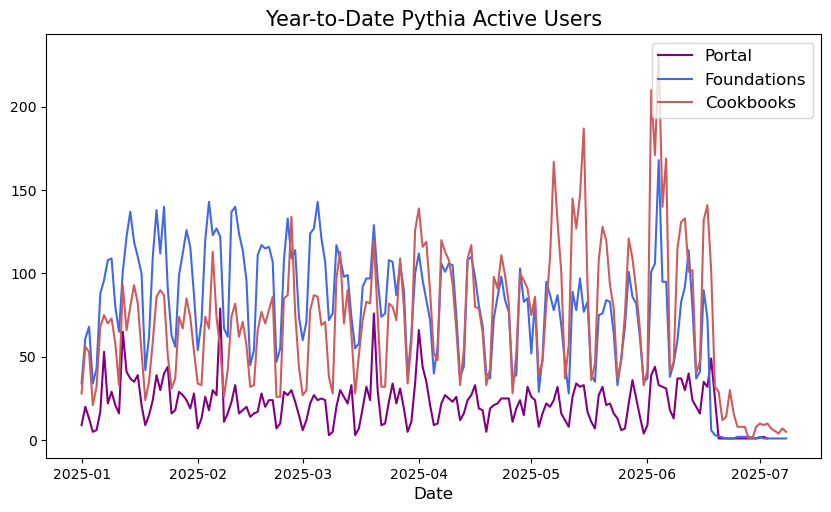 Year-to-Date Pythia Active Users
Portal
Foundations
Cookbooks
200
150
100
50
0
2025-01 2025-02 2025-03 2025-04 2025-05 2025-06 2025-07
Date